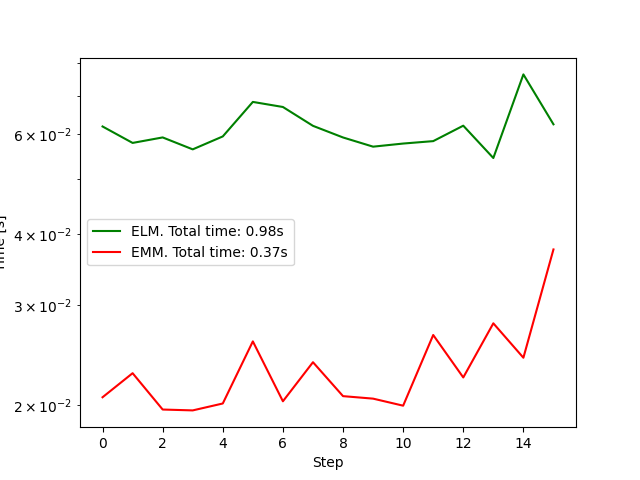 6 × 10⁻²
4 × 10⁻²
3 × 10⁻²
2 × 10⁻²
Time [s]
ELM. Total time: 0.98s
EMM. Total time: 0.37s
0 2 4 6 8 10 12 14
Step